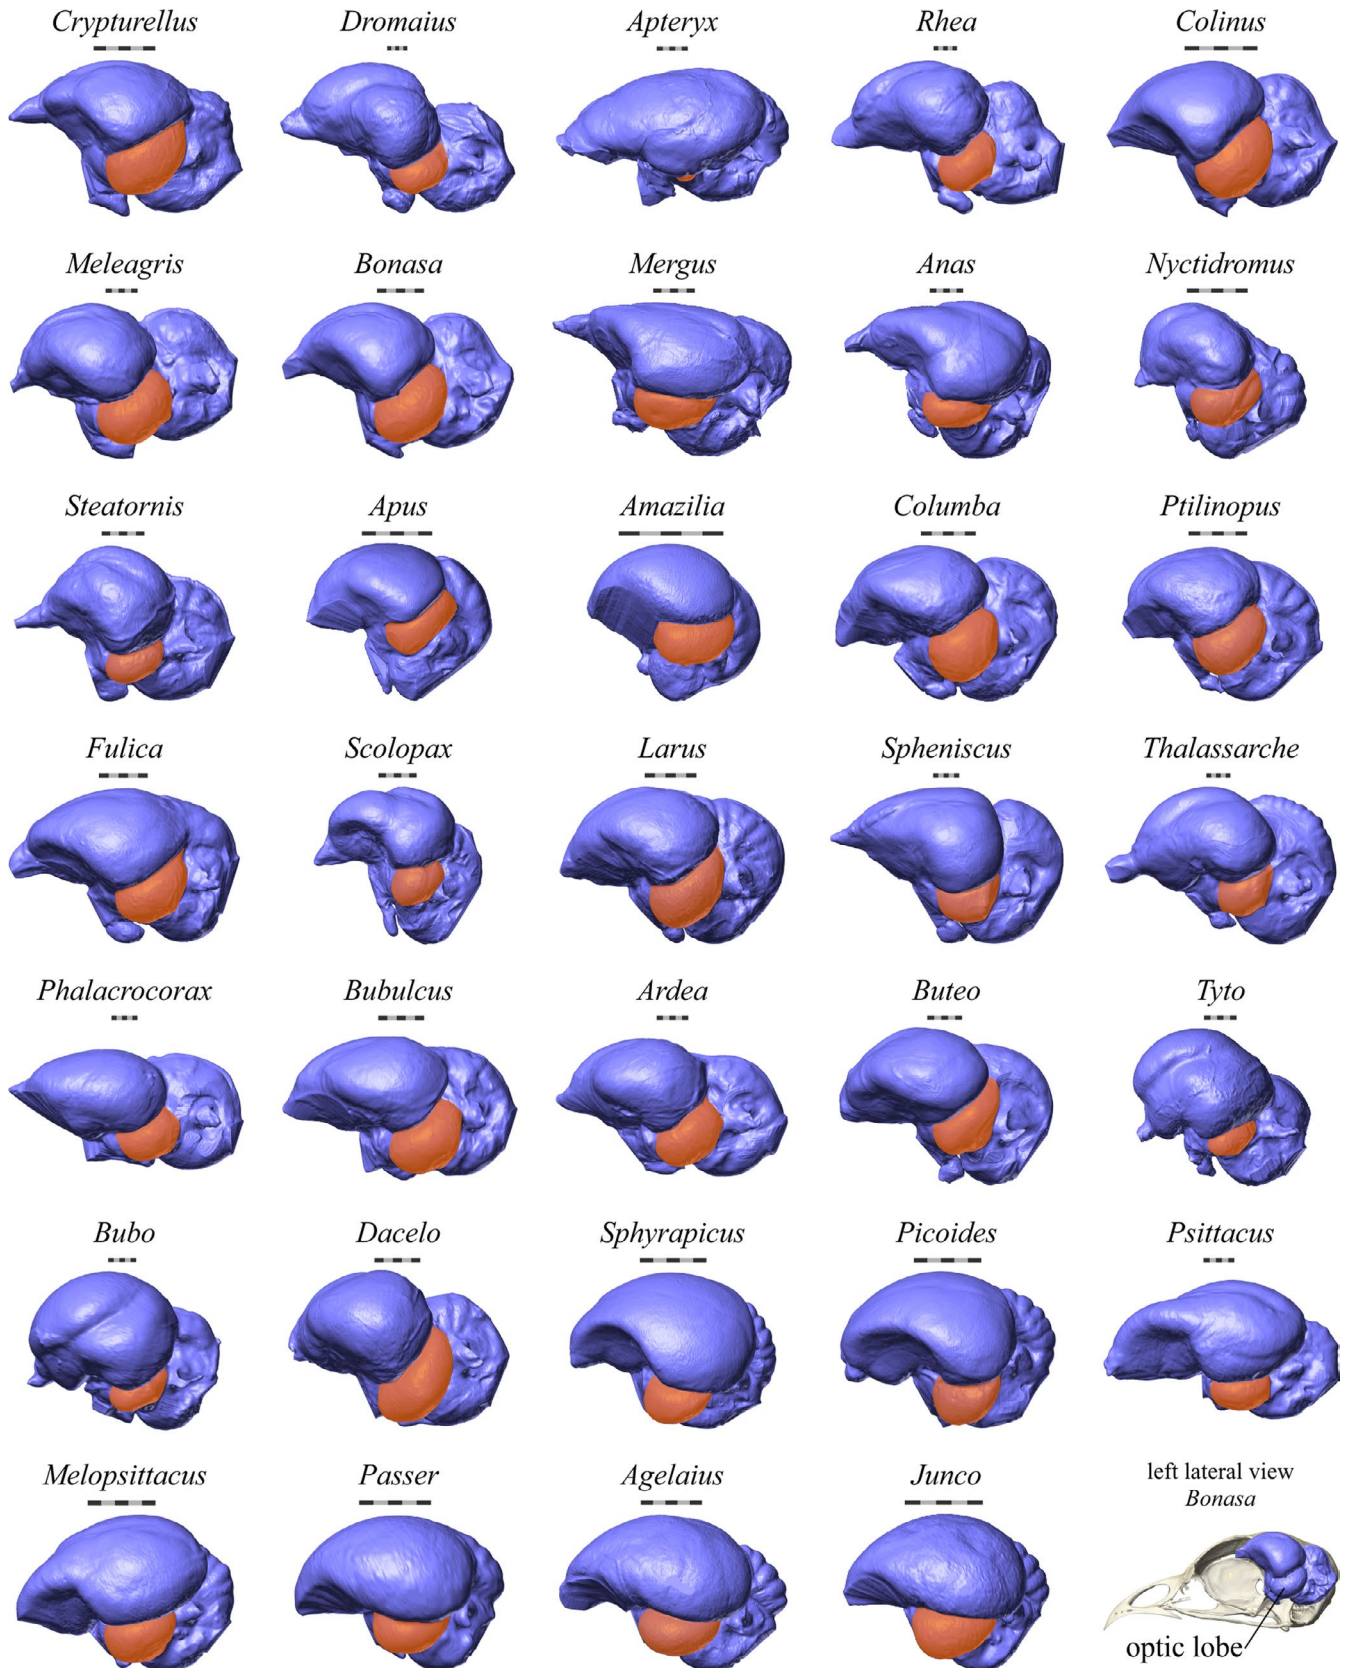 Crypturellus
Dromaius
Apteryx
Rhea
Colinus
Meleagris
Bonasa
Mergus
Anas
Nyctidromus
Steatornis
Apus
Amazilia
Columba
Ptilinopus
Fulica
Scolopax
Larus
Spheniscus
Thalassarche
Phalacrocorax
Bubulcus
Ardea
Buteo
Tyto
Bubo
Dacelo
Sphyrapicus
Picoides
Psittacus
Melopsittacus
Passer
Agelaius
Junco
left lateral view
Bonasa
optic lobe